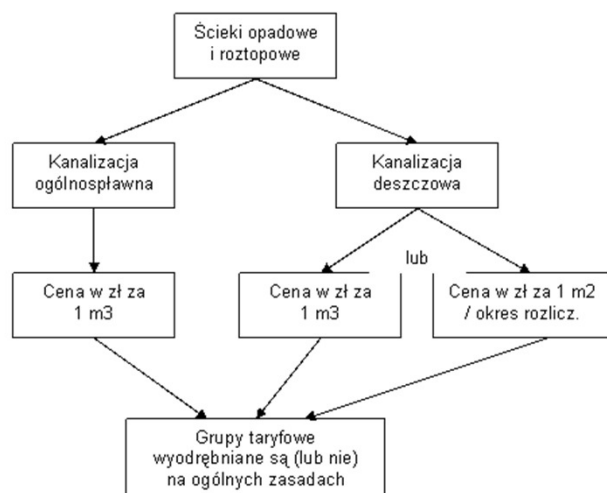 Ścieki opadowe
i roztopowe
Kanalizacja
ogólnospławna
Kanalizacja
deszczowa
lub
Cena w zł za
1 m3
Cena w zł za
1 m3
Cena w zł za 1 m2
/ okres rozlicz.
Grupy taryfowe
wyodrębniane są (lub nie)
na ogólnych zasadach